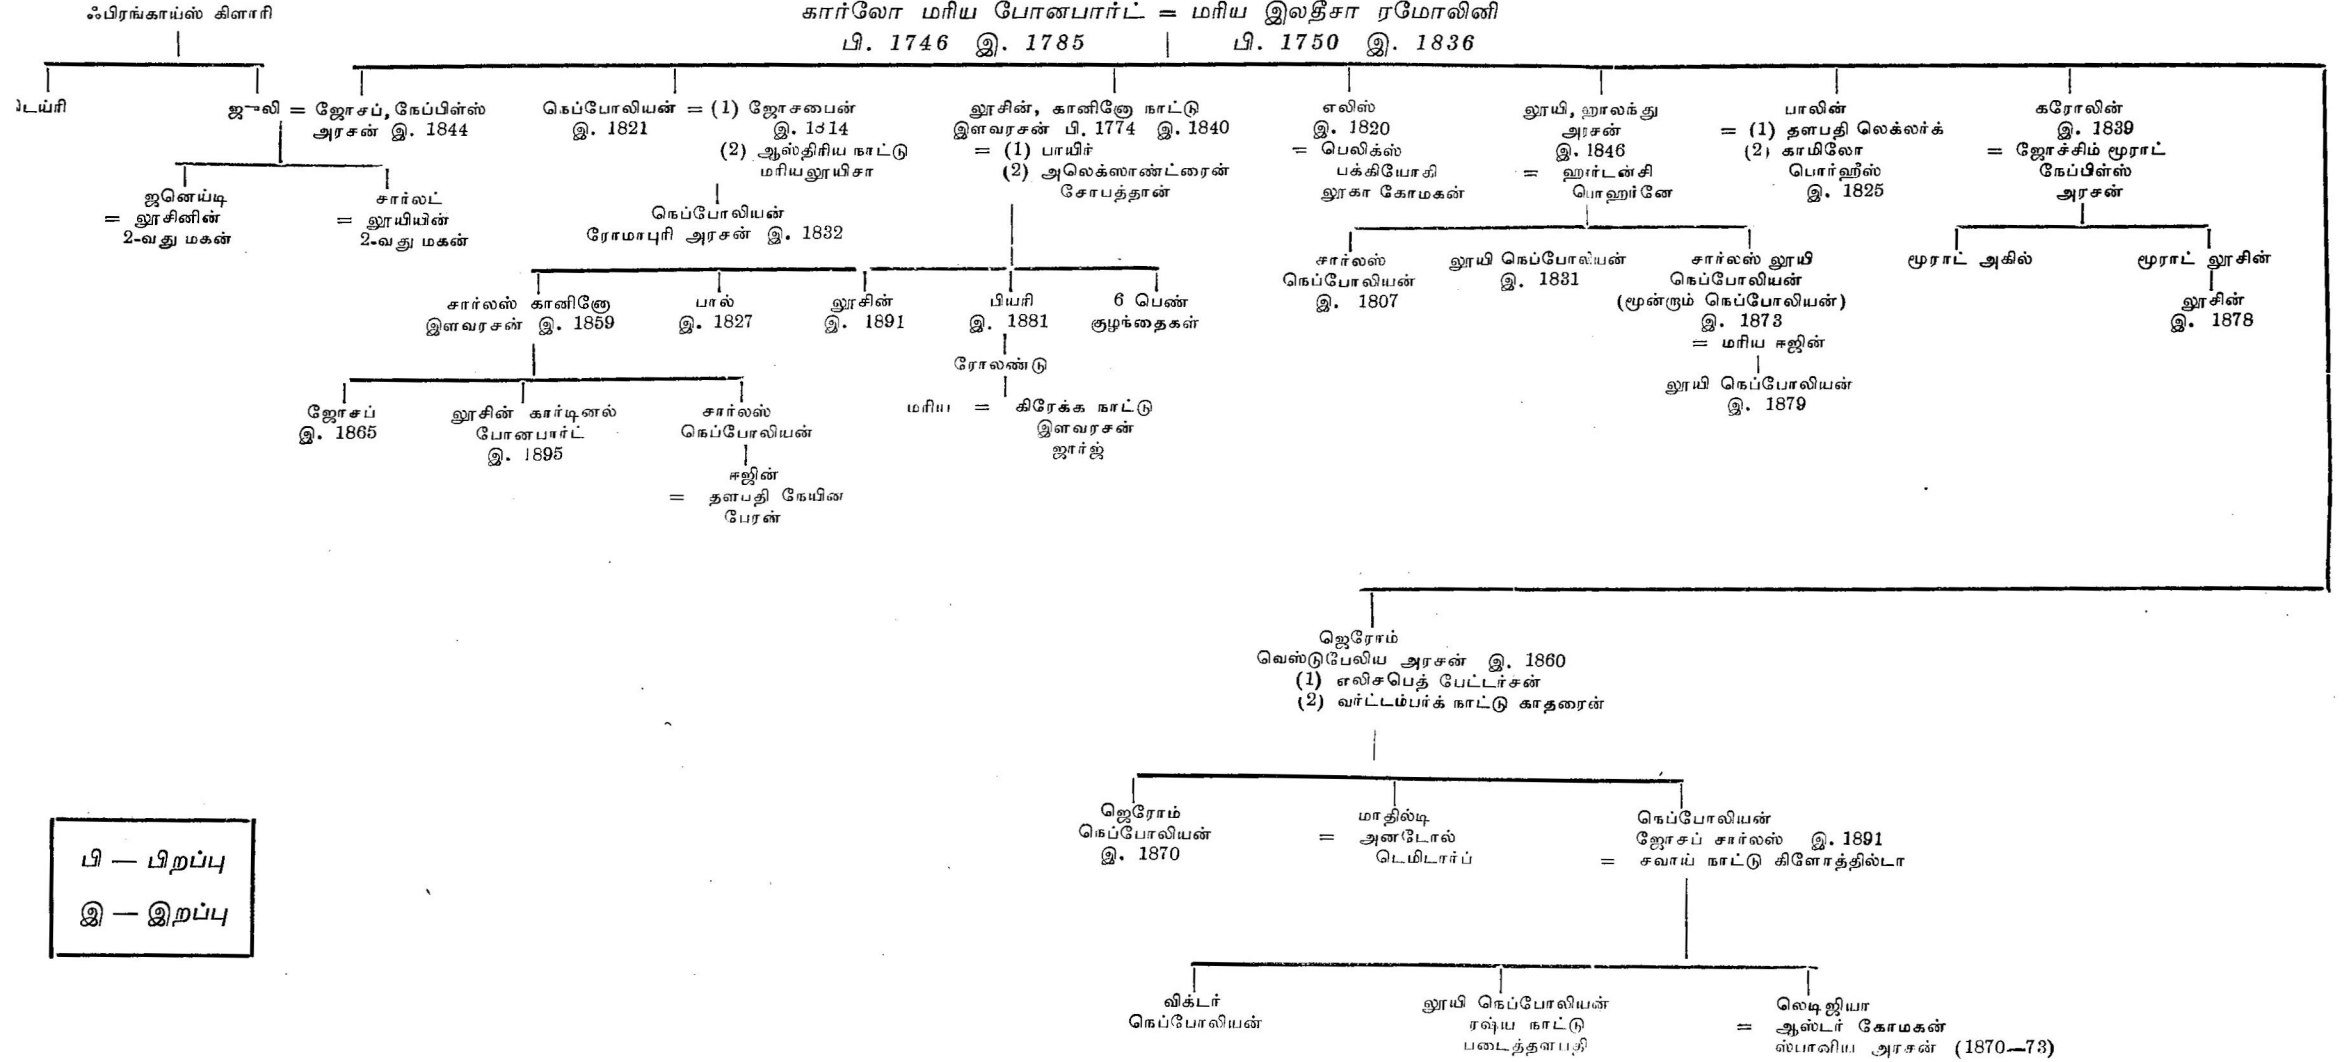 ஃபிரங்காய்ஸ் கிளாரி
கார்லோ மரிய போனபார்ட் = மரிய இலதீசா ரமோலினி
பி. 1746 இ. 1785 பி. 1750 இ. 1836
ஜுலி = ஜோசப், நேப்பிள்ஸ்
அரசன் இ. 1844
ஜனெய்டி
= லூசினின்
2-வது மகன்
சார்லட்
= லூயியின்
2-வது மகன்
நெப்போலியன் = (1) ஜோசபைன்
இ. 1821 இ. 1814
(2) ஆஸ்திரிய நாட்டு
மரியலூயிசா
நெப்போலியன்
ரோமாபுரி அரசன் இ. 1832
லூசின், கானினோ நாட்டு
இளவரசன் பி. 1774 இ. 1840
= (1) பாயிர்
(2) அலெக்ஸாண்ட்ரைன்
சோபத்தான்
சார்லஸ் கானினோ
இளவரசன் இ. 1859
பால்
இ. 1827
லூசின்
இ. 1891
பியரி
இ. 1881
6 பெண்
குழந்தைகள்
ரோலண்டு
மரிய = கிரேக்க நாட்டு
இளவரசன்
ஜார்ஜ்
ஜோசப்
இ. 1865
லூசின் கார்டினல்
போனபார்ட்
இ. 1895
சார்லஸ்
நெப்போலியன்
ஈஜின்
= தளபதி நேயின்
பேரன்
எலிஸ்
இ. 1820
= பெலிக்ஸ்
பக்கியோகி
லூகா கோமகன்
லூயி, ஹாலந்து
அரசன்
இ. 1846
= ஹார்டன்சி
பொஹர்னே
சார்லஸ்
நெப்போலியன்
இ. 1807
லூயி நெப்போலியன்
இ. 1831
சார்லஸ் லூயி
நெப்போலியன்
(மூன்றாம் நெப்போலியன்)
இ. 1873
= மரிய ஈஜின்
லூயி நெப்போலியன்
இ. 1879
பாலின்
= (1) தளபதி லெக்லர்க்
(2) காமிலோ
பொர்ஹீஸ்
இ. 1825
கரோலின்
இ. 1839
= ஜோச்சிம் மூராட்
நேப்பிள்ஸ்
அரசன்
மூராட் அகில்
மூராட் லூசின்
லூசின்
இ. 1878
ஜெரோம்
வெஸ்டுபேலிய அரசன் இ. 1860
(1) எலிசபெத் பேட்டர்சன்
(2) வர்ட்டம்பர்க் நாட்டு காதரைன்
ஜெரோம்
நெப்போலியன்
இ. 1870
மாதில்டி
= அனடோல்
டெமிடார்ப்
நெப்போலியன்
ஜோசப் சார்லஸ் இ. 1891
= சவாய் நாட்டு கிளோத்தில்டா
விக்டர்
நெப்போலியன்
லூயி நெப்போலியன்
ரஷ்ய நாட்டு
படைத்தளபதி
லெடிஜியா
= ஆஸ்டர் கோமகன்
ஸ்பானிய அரசன் (1870—73)
பி — பிறப்பு
இ — இறப்பு